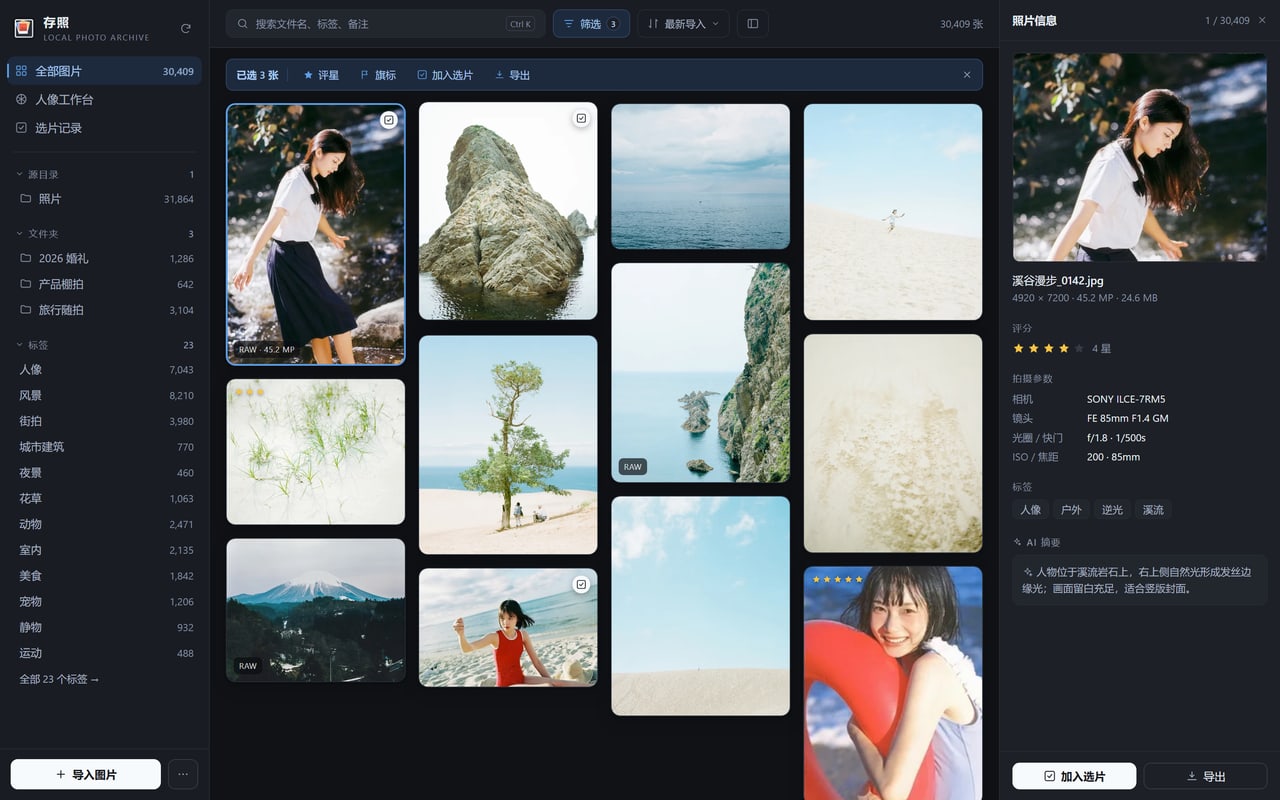 存照
LOCAL PHOTO ARCHIVE
全部图片 30,409
人像工作台
选片记录
源目录 1
照片 31,864
文件夹 3
2026 婚礼 1,286
产品棚拍 642
旅行随拍 3,104
标签 23
人像 7,043
风景 8,210
街拍 3,980
城市建筑 770
夜景 460
花草 1,063
动物 2,471
室内 2,135
美食 1,842
宠物 1,206
静物 932
运动 488
全部 23 个标签 →
+ 导入图片 ···
搜索文件名、标签、备注 Ctrl K 筛选 3 最新导入 30,409 张
已选 3 张 评星 旗标 加入选片 导出
RAW · 45.2 MP
RAW
RAW
照片信息 1 / 30,409
溪谷漫步_0142.jpg
4920 × 7200 · 45.2 MP · 24.6 MB
评分
4 星
拍摄参数
相机 SONY ILCE-7RM5
镜头 FE 85mm F1.4 GM
光圈 / 快门 f/1.8 · 1/500s
ISO / 焦距 200 · 85mm
标签
人像 户外 逆光 溪流
AI 摘要
人物位于溪流岩石上，右上侧自然光形成发丝边
缘光；画面留白充足，适合竖版封面。
加入选片 导出